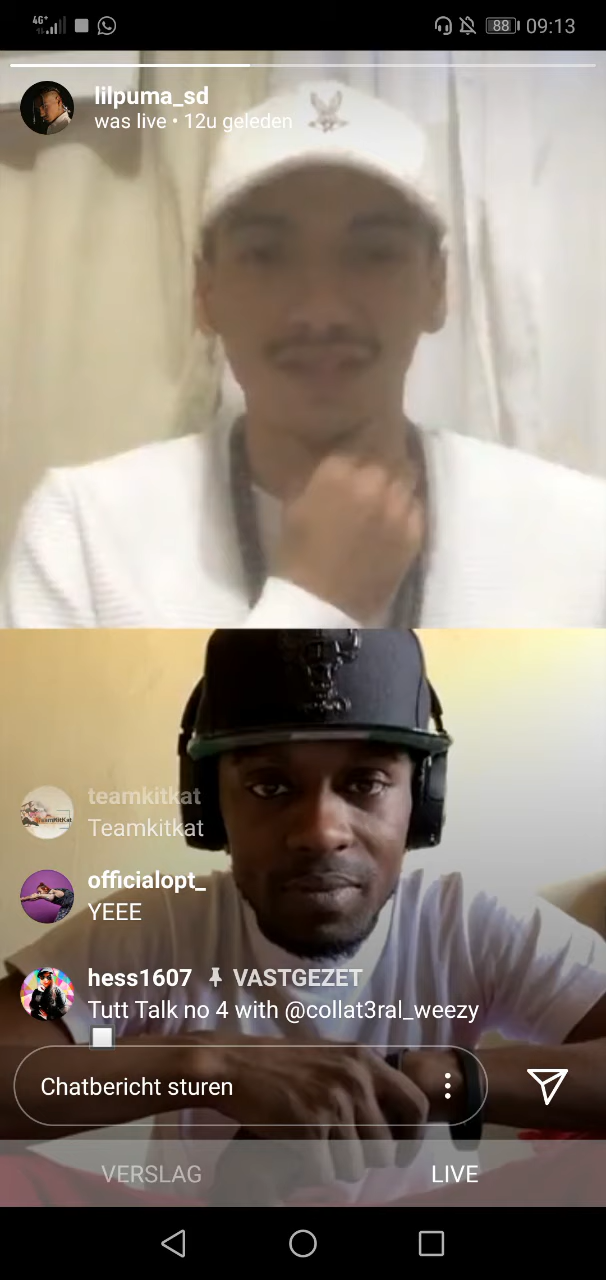 4G+
88
09:13
lilpuma_sd
was live • 12u geleden
teamkitkat
Teamkitkat
officialopt_
YEEE
hess1607 VASTGEZET
Tutt Talk no 4 with @collat3ral_weezy
Chatbericht sturen
VERSLAG
LIVE